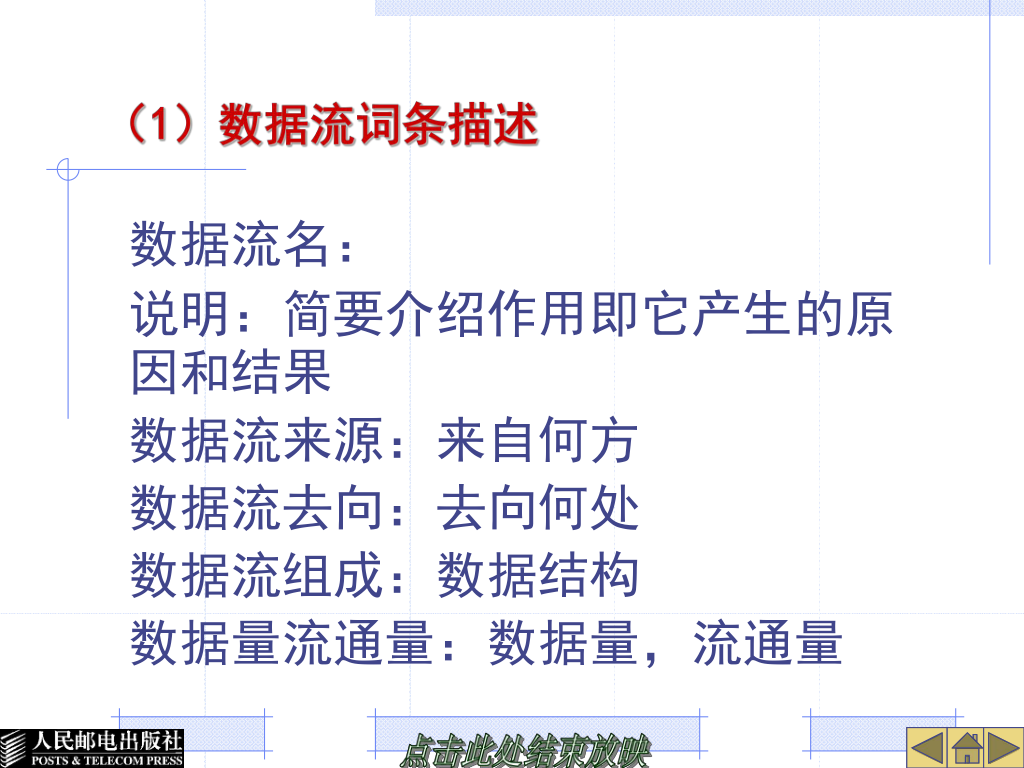 （1）数据流词条描述
数据流名：
说明：简要介绍作用即它产生的原
因和结果
数据流来源：来自何方
数据流去向：去向何处
数据流组成：数据结构
数据量流通量：数据量，流通量
人民邮电出版社
POSTS & TELECOM PRESS
点击此处结束放映